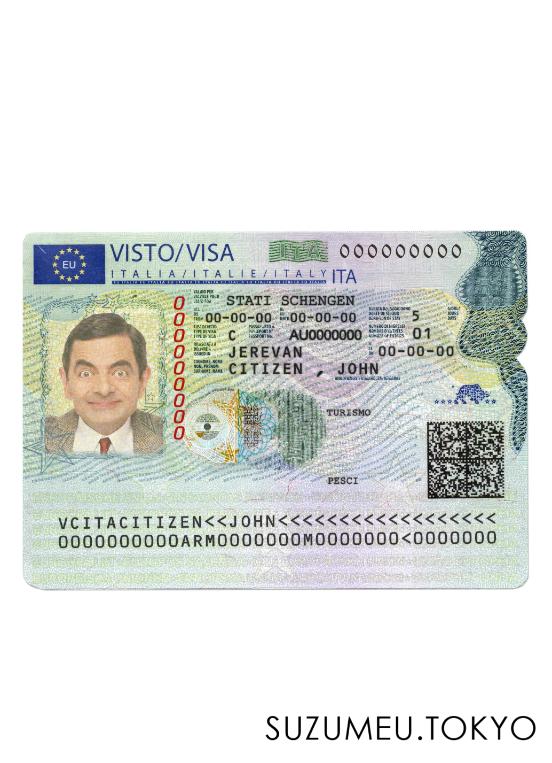 EU
VISTO/VISA
ITALIA/ITALIE/ITALY ITA
000000000
STATI SCHENGEN
00-00-00 00-00-00 5
C AU0000000 01
JEREVAN 00-00-00
CITIZEN , JOHN
000000000
TURISMO
PESCI
VCITACITIZEN<<JOHN<<<<<<<<<<<<<<<<<<<
0000000000ARM0000000M0000000<0000000
SUZUMEU.TOKYO